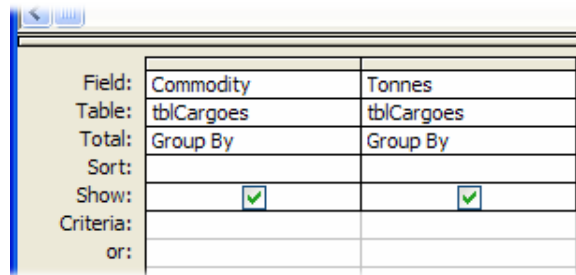 Field: Commodity Tonnes
Table: tblCargoes tblCargoes
Total: Group By Group By
Sort:
Show:
Criteria:
or: